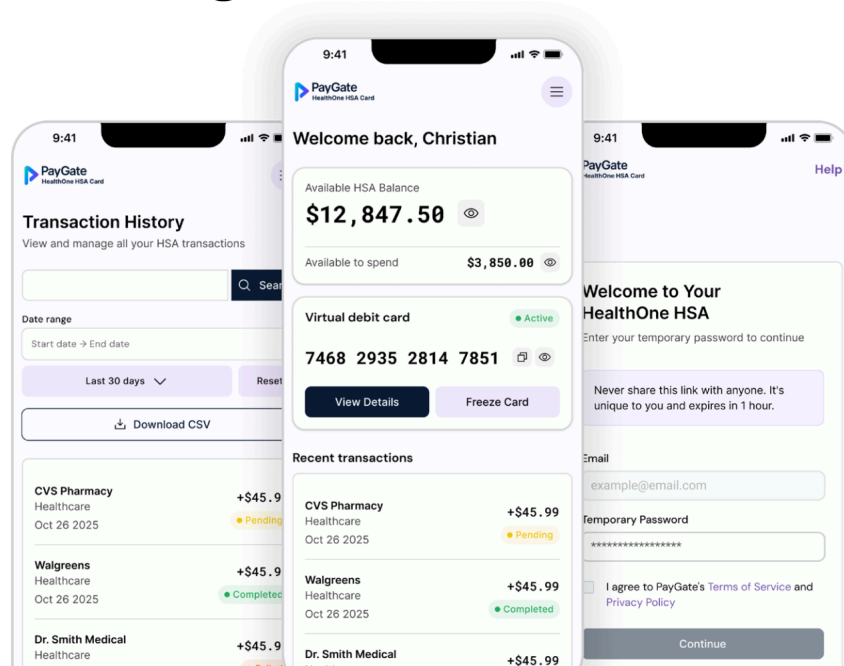 9:41
PayGate
HealthOne HSA Card
Transaction History
View and manage all your HSA transactions
Date range
Start date → End date
Last 30 days
Reset
Download CSV
CVS Pharmacy
Healthcare
Oct 26 2025
+$45.9
Pending
Walgreens
Healthcare
Oct 26 2025
+$45.9
Completed
Dr. Smith Medical
Healthcare
+$45.9
9:41
PayGate
HealthOne HSA Card
Welcome back, Christian
Available HSA Balance
$12,847.50
Available to spend
$3,850.00
Virtual debit card
Active
7468 2935 2814 7851
View Details
Freeze Card
Recent transactions
CVS Pharmacy
Healthcare
Oct 26 2025
+$45.99
Pending
Walgreens
Healthcare
Oct 26 2025
+$45.99
Completed
Dr. Smith Medical
+$45.99
9:41
PayGate
HealthOne HSA Card
Help
Welcome to Your
HealthOne HSA
Enter your temporary password to continue
Never share this link with anyone. It's
unique to you and expires in 1 hour.
Email
example@email.com
Temporary Password
*****************
I agree to PayGate's Terms of Service and
Privacy Policy
Continue